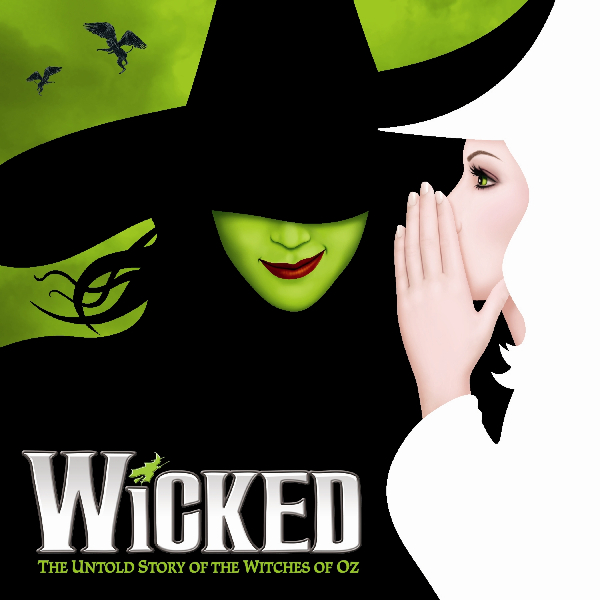 WICKED
THE UNTOLD STORY OF THE WITCHES OF OZ